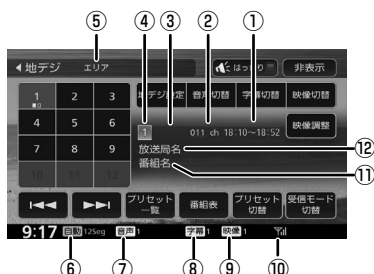 ⑤ ④ ③ ② ①
地デジ エリア はっきり 非表示
1 2 3 地デジ設定 音声切替 字幕切替 映像切替
4 5 6 1 011 ch 18:10～18:52 映像調整
7 8 9 放送局名 ⑫
10 11 12 番組名 ⑪
プリセット一覧 番組表 プリセット切替 受信モード切替
9:17 自動 12Seg 音声 1 字幕 1 映像 1
⑥ ⑦ ⑧ ⑨ ⑩